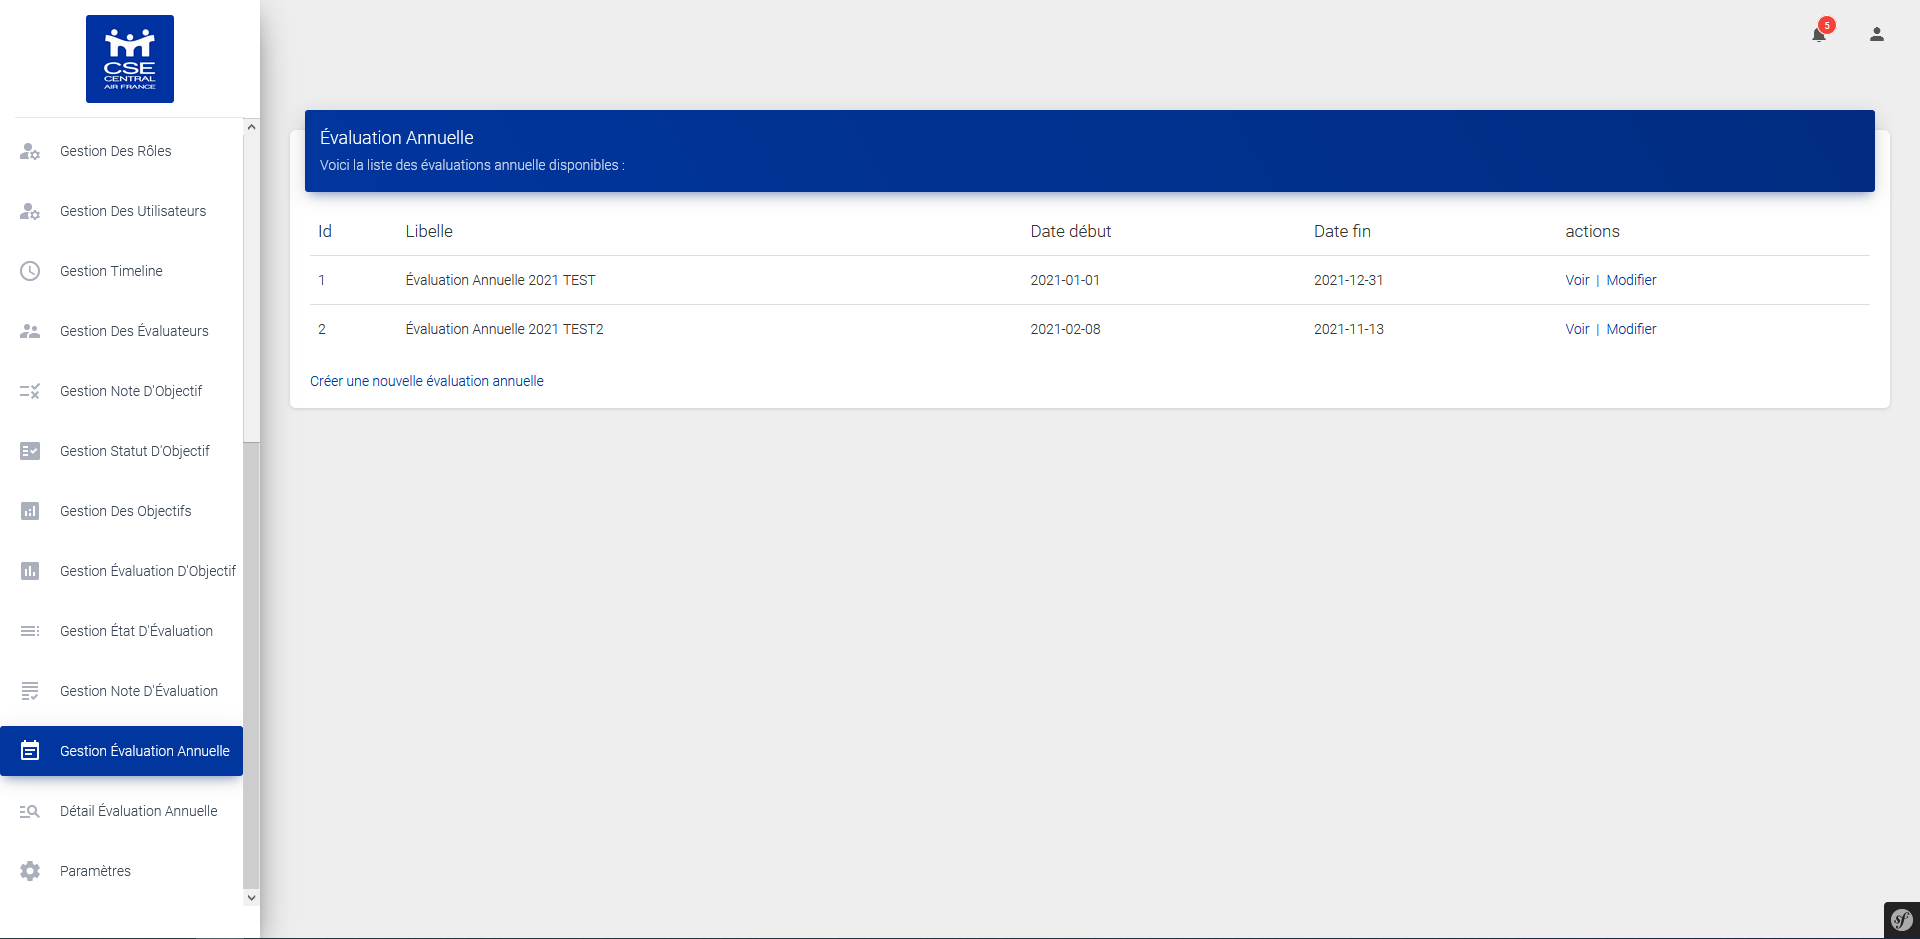 CSE
CENTRAL
AIR FRANCE
Gestion Des Rôles
Gestion Des Utilisateurs
Gestion Timeline
Gestion Des Évaluateurs
Gestion Note D'Objectif
Gestion Statut D'Objectif
Gestion Des Objectifs
Gestion Évaluation D'Objectif
Gestion État D'Évaluation
Gestion Note D'Évaluation
Gestion Évaluation Annuelle
Détail Évaluation Annuelle
Paramètres
5
Évaluation Annuelle
Voici la liste des évaluations annuelle disponibles :
Id Libelle Date début Date fin actions
1 Évaluation Annuelle 2021 TEST 2021-01-01 2021-12-31 Voir | Modifier
2 Évaluation Annuelle 2021 TEST2 2021-02-08 2021-11-13 Voir | Modifier
Créer une nouvelle évaluation annuelle
sf